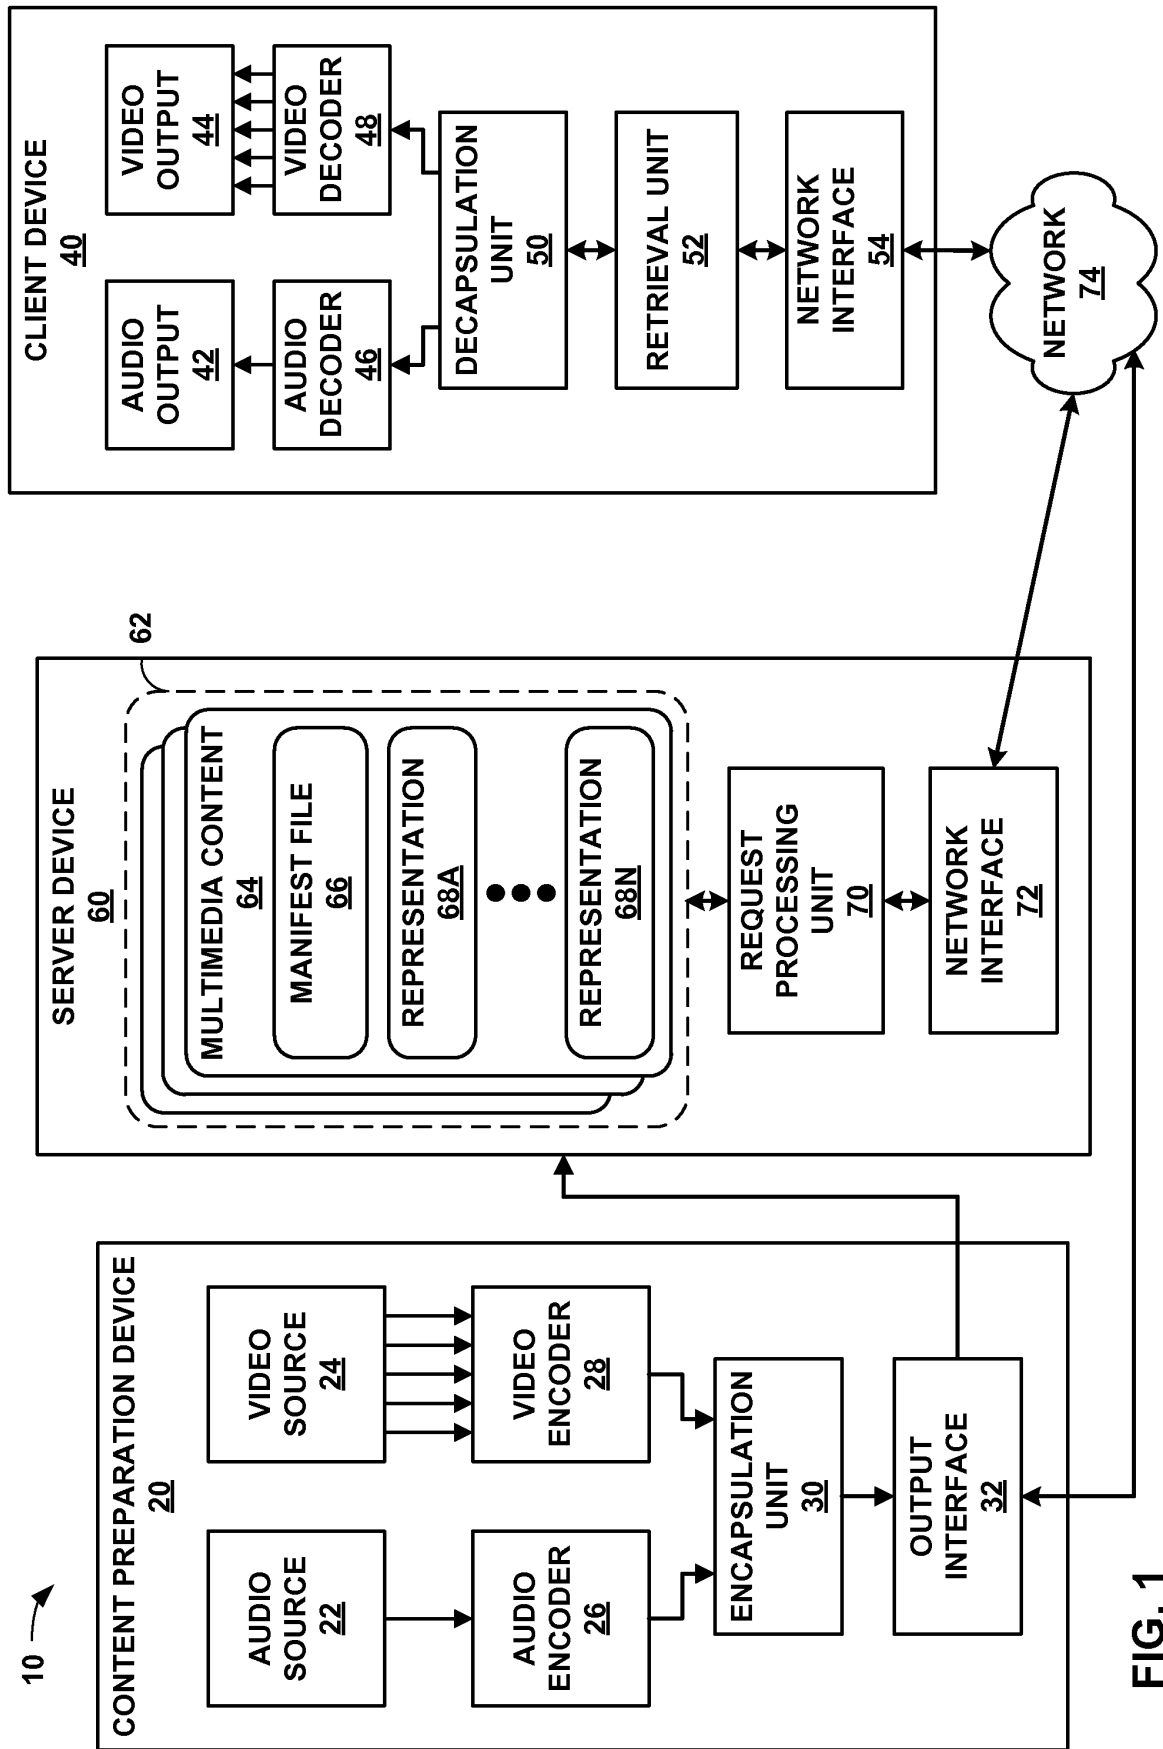 10
CONTENT PREPARATION DEVICE
20
AUDIO
SOURCE
22
VIDEO
SOURCE
24
AUDIO
ENCODER
26
VIDEO
ENCODER
28
ENCAPSULATION
UNIT
30
OUTPUT
INTERFACE
32
SERVER DEVICE
60
62
MULTIMEDIA CONTENT
64
MANIFEST FILE
66
REPRESENTATION
68A
REPRESENTATION
68N
REQUEST
PROCESSING
UNIT
70
NETWORK
INTERFACE
72
CLIENT DEVICE
40
AUDIO
OUTPUT
42
VIDEO
OUTPUT
44
AUDIO
DECODER
46
VIDEO
DECODER
48
DECAPSULATION
UNIT
50
RETRIEVAL UNIT
52
NETWORK
INTERFACE
54
NETWORK
74
FIG. 1